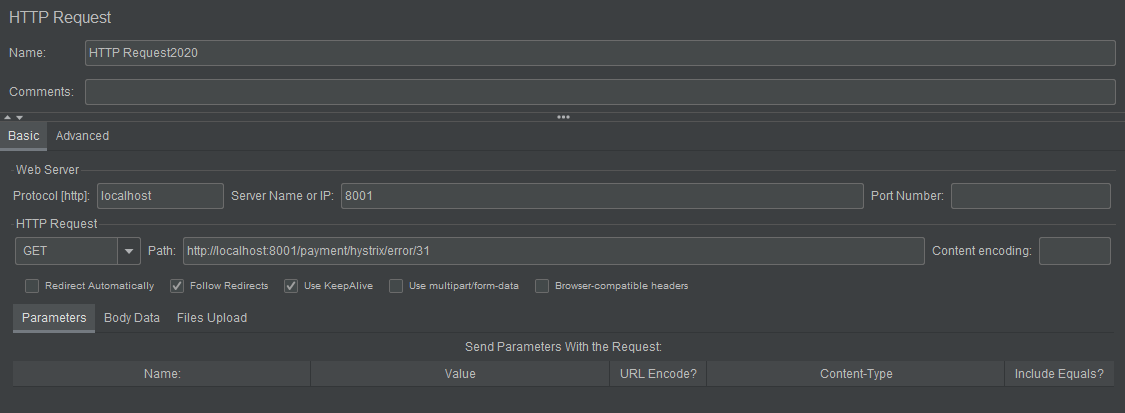 HTTP Request
Name: HTTP Request2020
Comments:
Basic Advanced
Web Server
Protocol [http]: localhost Server Name or IP: 8001 Port Number:
HTTP Request
GET Path: http://localhost:8001/payment/hystrix/error/31 Content encoding:
Redirect Automatically Follow Redirects Use KeepAlive Use multipart/form-data Browser-compatible headers
Parameters Body Data Files Upload
Send Parameters With the Request:
Name: Value URL Encode? Content-Type Include Equals?